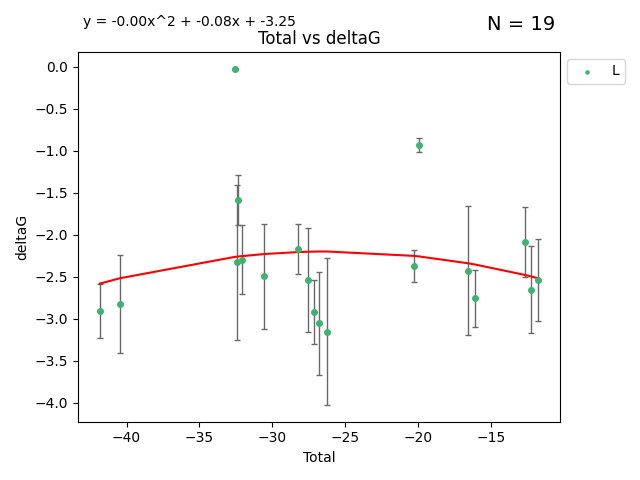 y = -0.00x^2 + -0.08x + -3.25
N = 19
Total vs deltaG
L
0.0
−0.5
−1.0
−1.5
−2.0
−2.5
−3.0
−3.5
−4.0
deltaG
−40 −35 −30 −25 −20 −15
Total